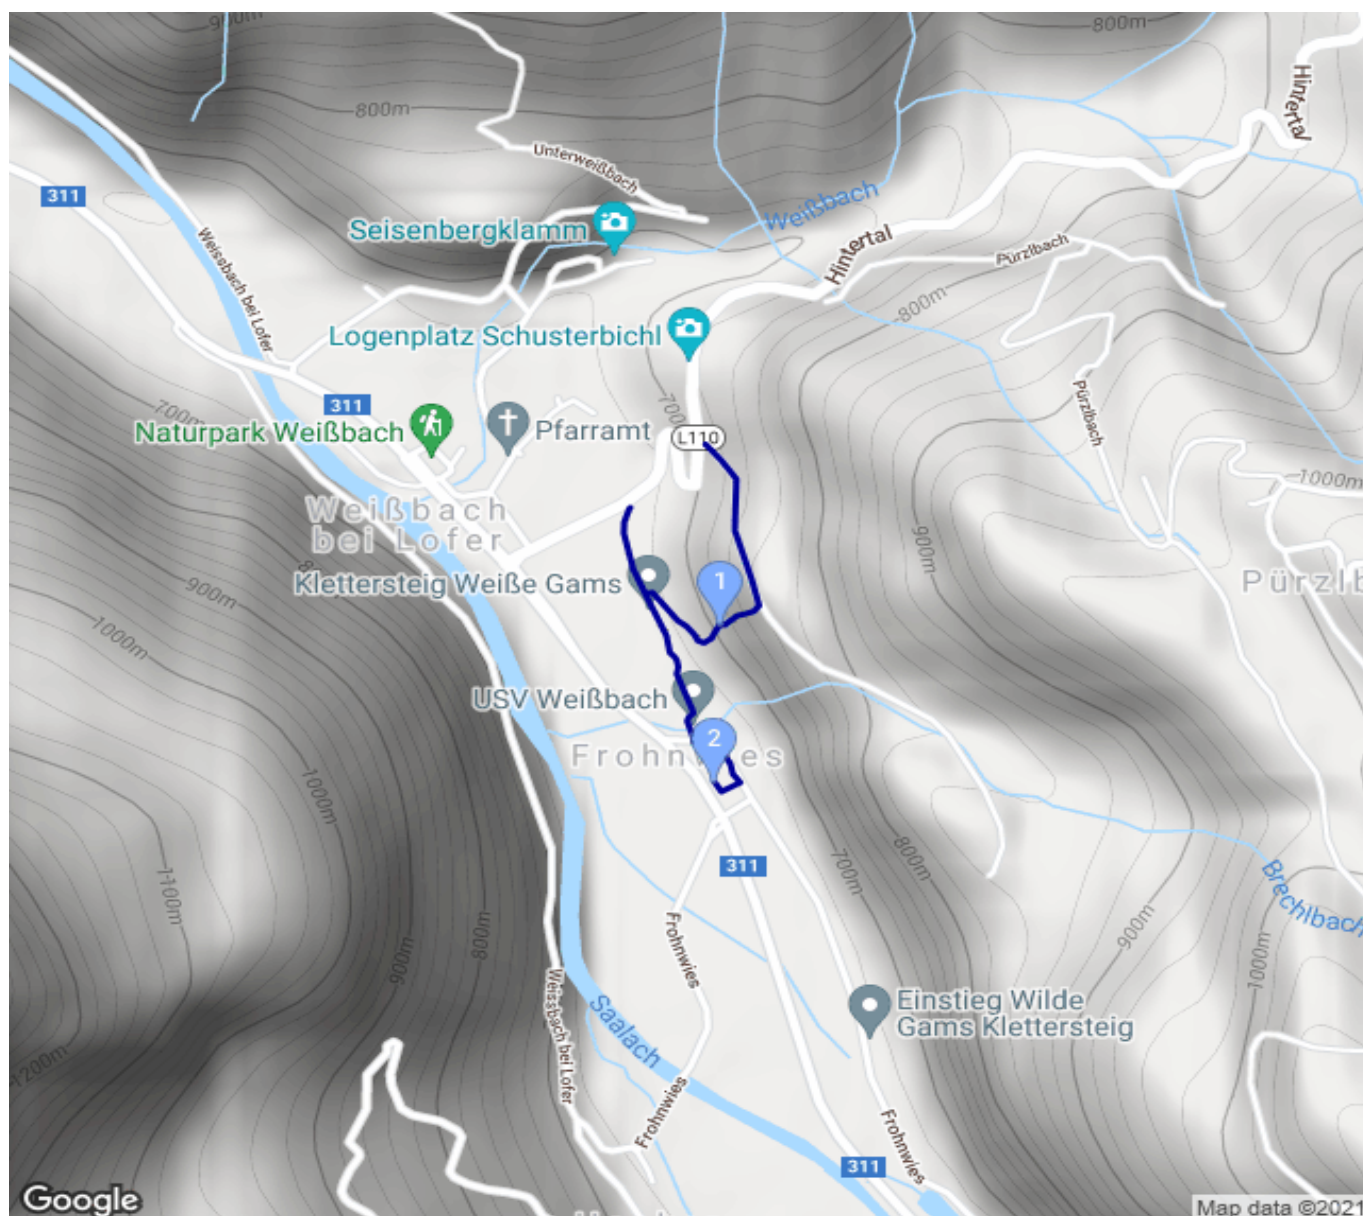 900m
800m
800m
Hintertal
Hintertal
Unterweißbach
311
Weißbach
Seisenbergklamm
Weissbach bei Lofer
Hintertal
Pürzlbach
800m
Logenplatz Schusterbichl
311
700m
700m
Pürzlbach
Naturpark Weißbach
Pfarramt
L110
1000m
Weißbach
bei Lofer
900m
Klettersteig Weiße Gams
1
Pürzlb
900m
1000m
USV Weißbach
2
Frohnwies
1000m
311
700m
800m
1100m
Brechlbach
900m
800m
900m
Frohnwies
1000m
Weissbach bei Lofer
Saalach
Einstieg Wilde
Gams Klettersteig
1200m
Frohnwies
Frohnwies
311
Google
Map data ©2021